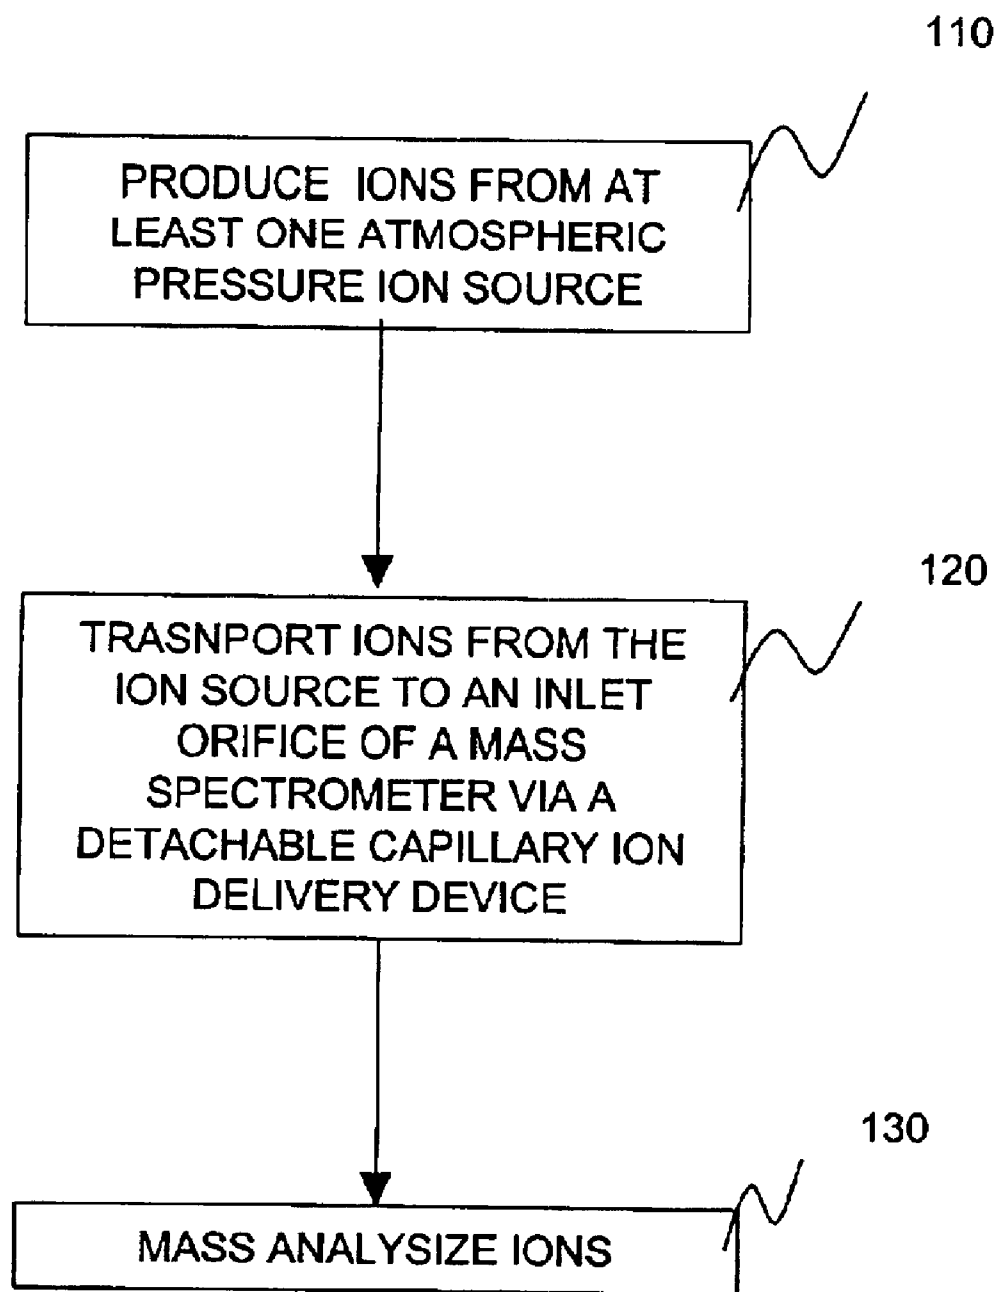 110
PRODUCE IONS FROM AT
LEAST ONE ATMOSPHERIC
PRESSURE ION SOURCE
120
TRASNPORT IONS FROM THE
ION SOURCE TO AN INLET
ORIFICE OF A MASS
SPECTROMETER VIA A
DETACHABLE CAPILLARY ION
DELIVERY DEVICE
130
MASS ANALYSIZE IONS